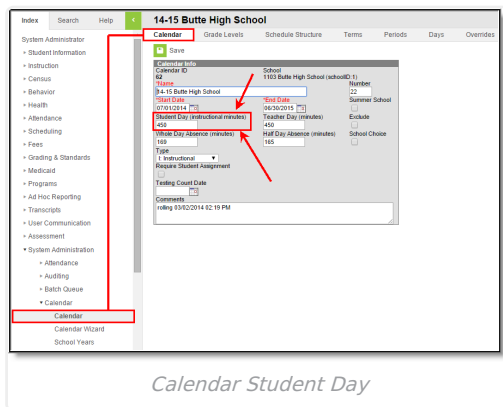 Index Search Help
14-15 Butte High School
Calendar Grade Levels Schedule Structure Terms Periods Days Overrides
System Administrator
Student Information
Instruction
Census
Behavior
Health
Attendance
Scheduling
Fees
Grading & Standards
Medicaid
Programs
Ad Hoc Reporting
Transcripts
User Communication
Assessment
System Administration
Attendance
Auditing
Batch Queue
Calendar
Calendar
Calendar Wizard
School Years
Save
Calendar Info
Calendar ID School
62 1103 Butte High School (schoolID:1)
*Name Number
14-15 Butte High School 22
*Start Date *End Date Summer School
07/01/2014 06/30/2015
Student Day (instructional minutes) Teacher Day (minutes) Exclude
450 450
Whole Day Absence (minutes) Half Day Absence (minutes) School Choice
169 165
Type
I: Instructional
Require Student Assignment
Testing Count Date
Comments
rolling 03/02/2014 02:19 PM
Calendar Student Day